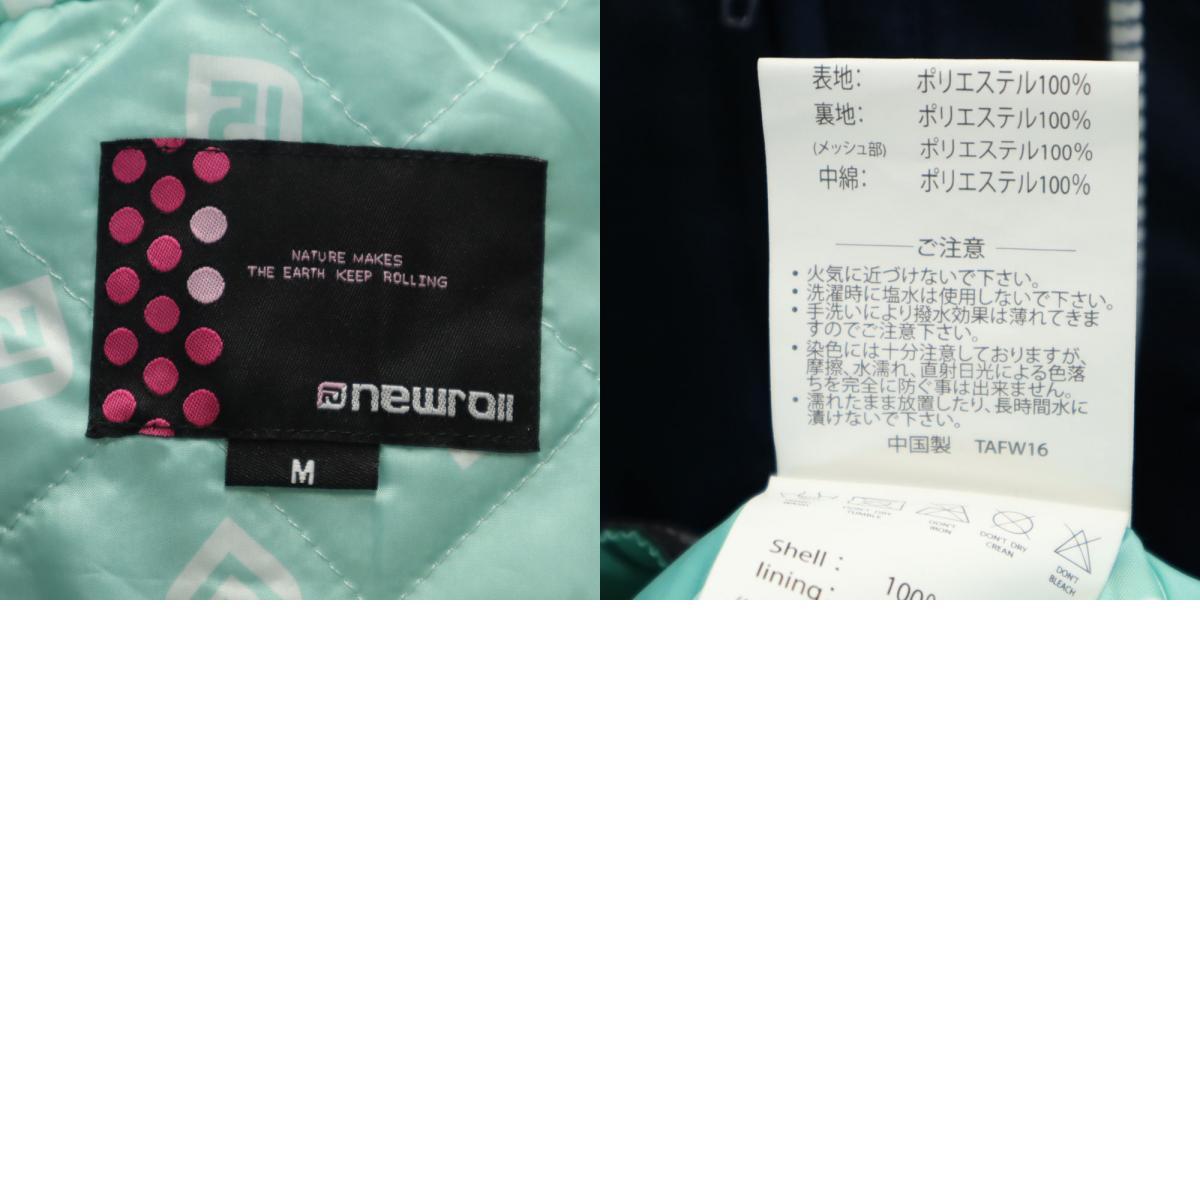 NATURE MAKES
THE EARTH KEEP ROLLING
newroll
M
表地: ポリエステル100%
裏地: ポリエステル100%
(メッシュ部) ポリエステル100%
中綿: ポリエステル100%
ご注意
・火気に近づけないで下さい。
・洗濯時に塩水は使用しないで下さい。
・手洗いにより撥水効果は薄れてきま
すのでご注意下さい。
・染色には十分注意しておりますが、
摩擦、水濡れ、直射日光による色落
ちを完全に防ぐ事は出来ません。
・濡れたまま放置したり、長時間水に
漬けないで下さい。
中国製 TAFW16
DON'T DRY
TUMBLE
DON'T
IRON
DON'T DRY
CREAN
DON'T
BLEACH
Shell :
lining : 100%